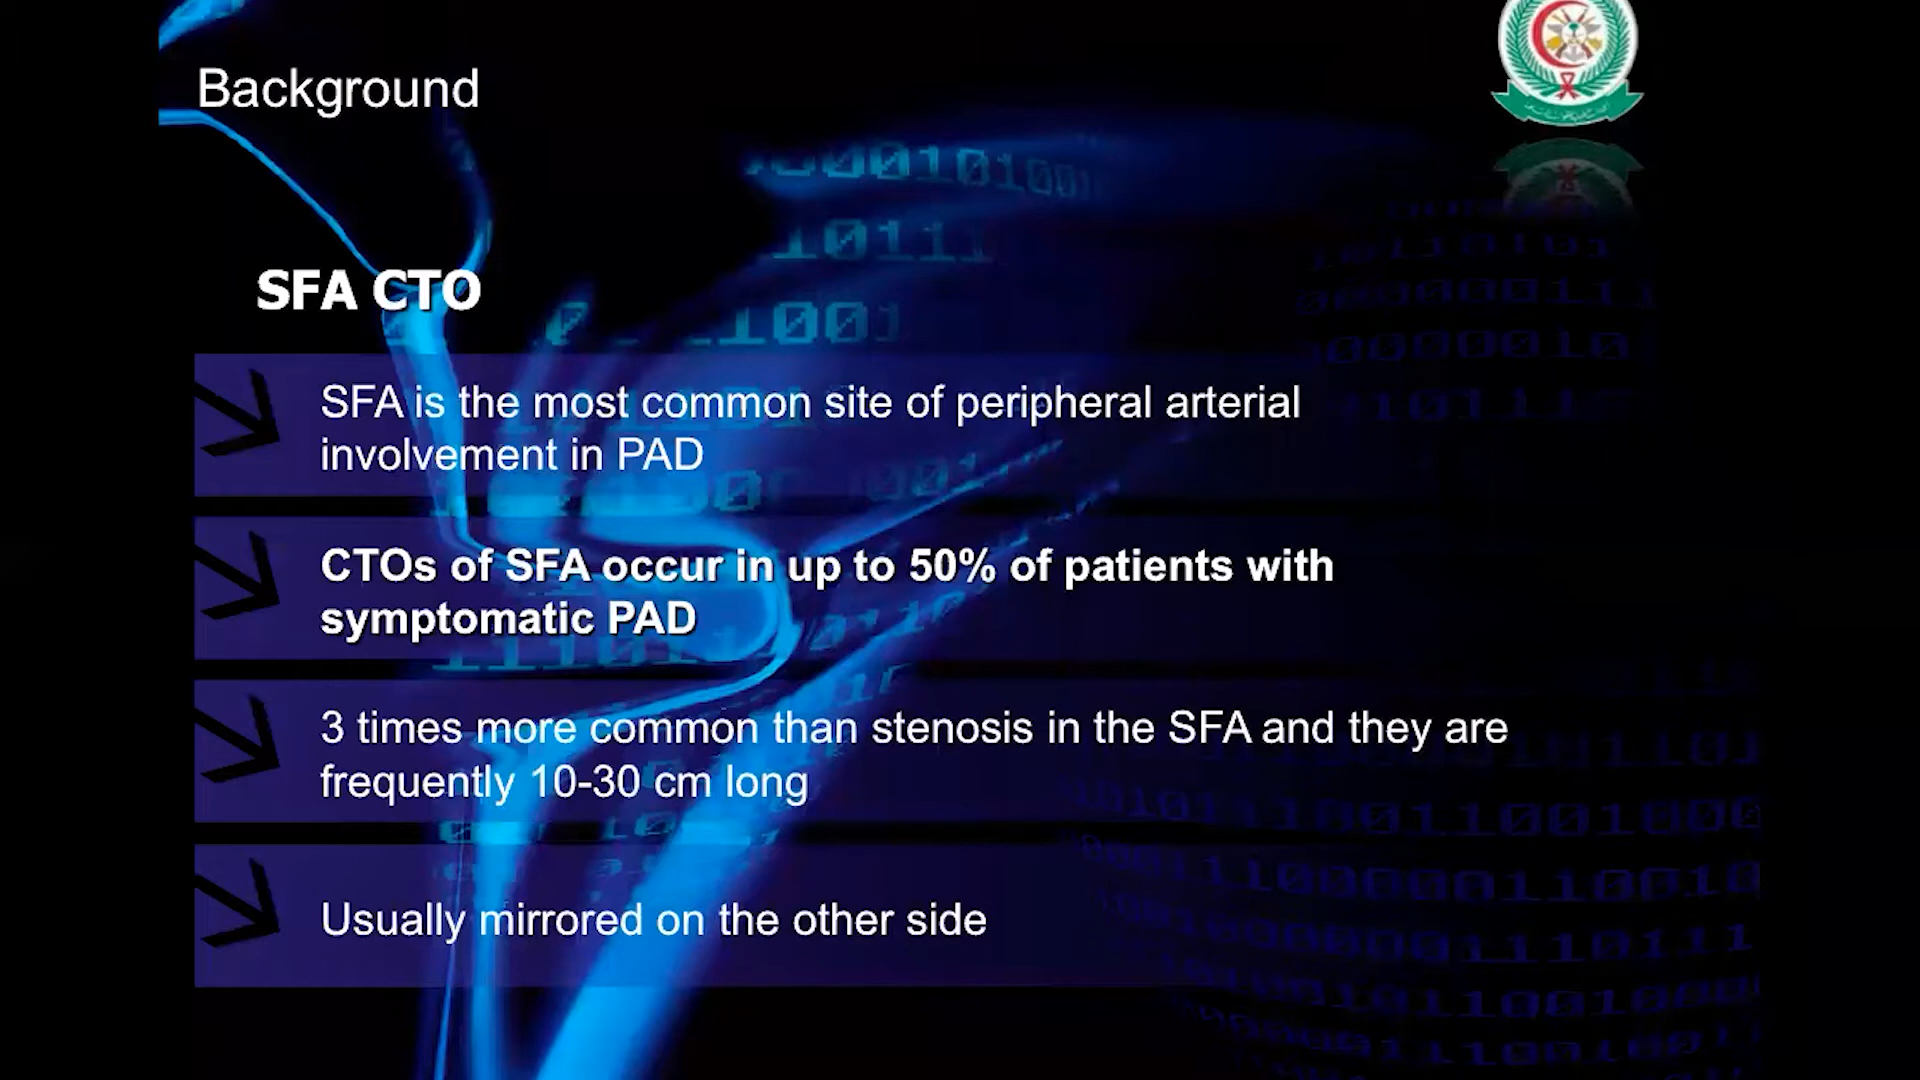 Background
SFA CTO
SFA is the most common site of peripheral arterial
involvement in PAD
CTOs of SFA occur in up to 50% of patients with
symptomatic PAD
3 times more common than stenosis in the SFA and they are
frequently 10-30 cm long
Usually mirrored on the other side